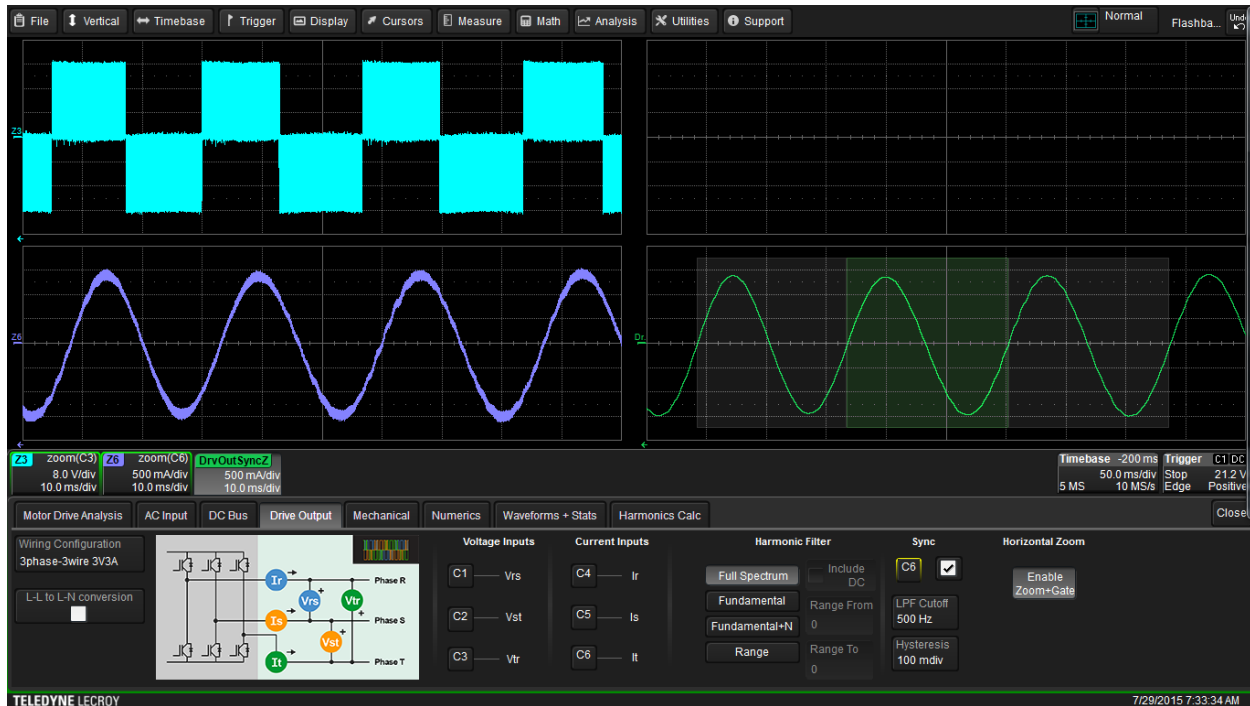 File Vertical Timebase Trigger Display Cursors Measure Math Analysis Utilities Support Normal Flashba... Undo
Z3
Z6
Dr
Z3 zoom(C3) Z6 zoom(C6) DrvOutSyncZ Timebase -200 ms Trigger C1 DC
8.0 V/div 500 mA/div 500 mA/div 50.0 ms/div Stop 21.2 V
10.0 ms/div 10.0 ms/div 10.0 ms/div 5 MS 10 MS/s Edge Positive
Motor Drive Analysis AC Input DC Bus Drive Output Mechanical Numerics Waveforms + Stats Harmonics Calc Close
Wiring Configuration
3phase-3wire 3V3A
L-L to L-N conversion
Ir Phase R
Vrs Vtr
Is Phase S
Vst
It Phase T
Voltage Inputs
C1 Vrs
C2 Vst
C3 Vtr
Current Inputs
C4 Ir
C5 Is
C6 It
Harmonic Filter
Full Spectrum
Fundamental
Fundamental+N
Range
Include
DC
Range From
0
Range To
0
Sync
C6
LPF Cutoff
500 Hz
Hysteresis
100 mdiv
Horizontal Zoom
Enable
Zoom+Gate
TELEDYNE LECROY 7/29/2015 7:33:34 AM